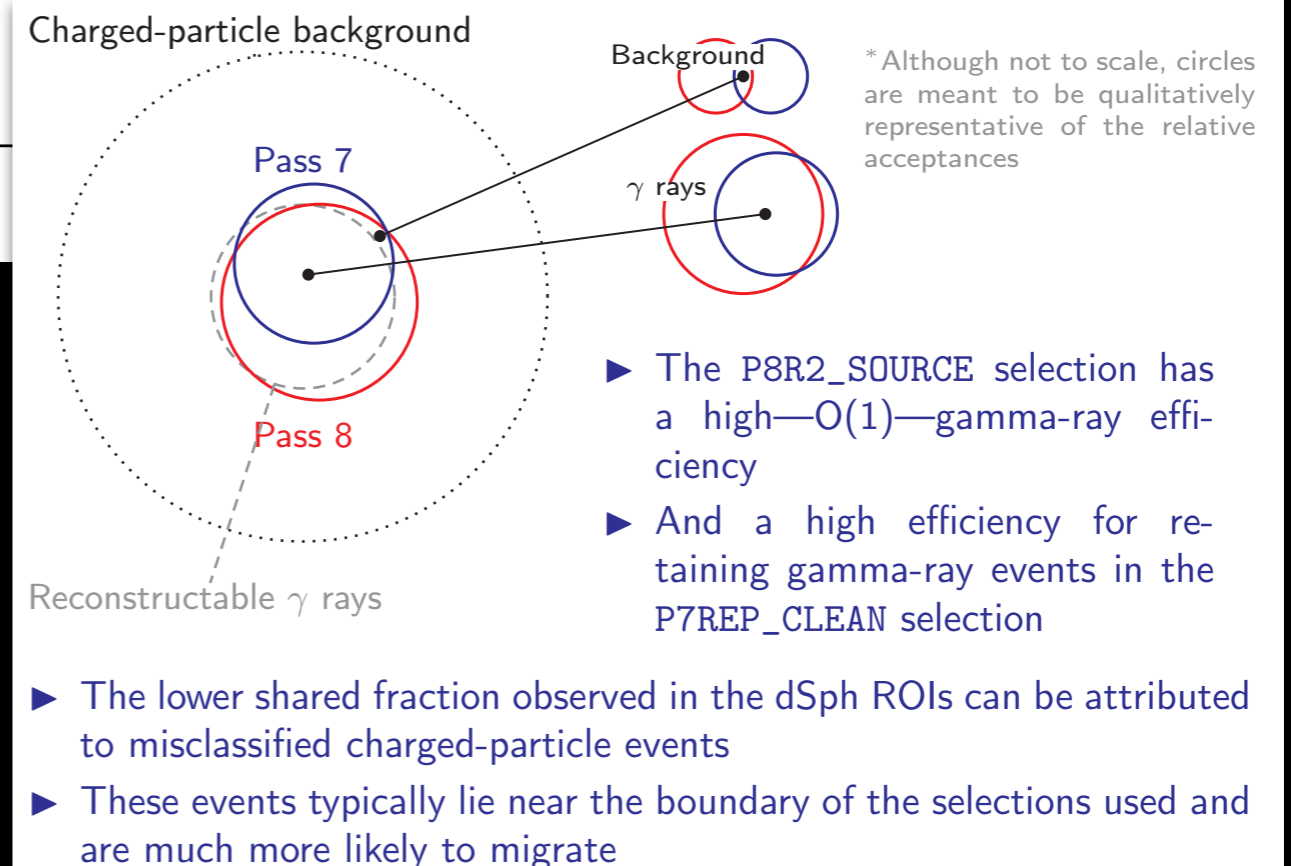 Charged-particle background
Background
*Although not to scale, circles
are meant to be qualitatively
representative of the relative
acceptances
Pass 7
γ rays
Pass 8
Reconstructable γ rays
▶ The P8R2_SOURCE selection has
a high—O(1)—gamma-ray effi-
ciency
▶ And a high efficiency for re-
taining gamma-ray events in the
P7REP_CLEAN selection
▶ The lower shared fraction observed in the dSph ROIs can be attributed
to misclassified charged-particle events
▶ These events typically lie near the boundary of the selections used and
are much more likely to migrate